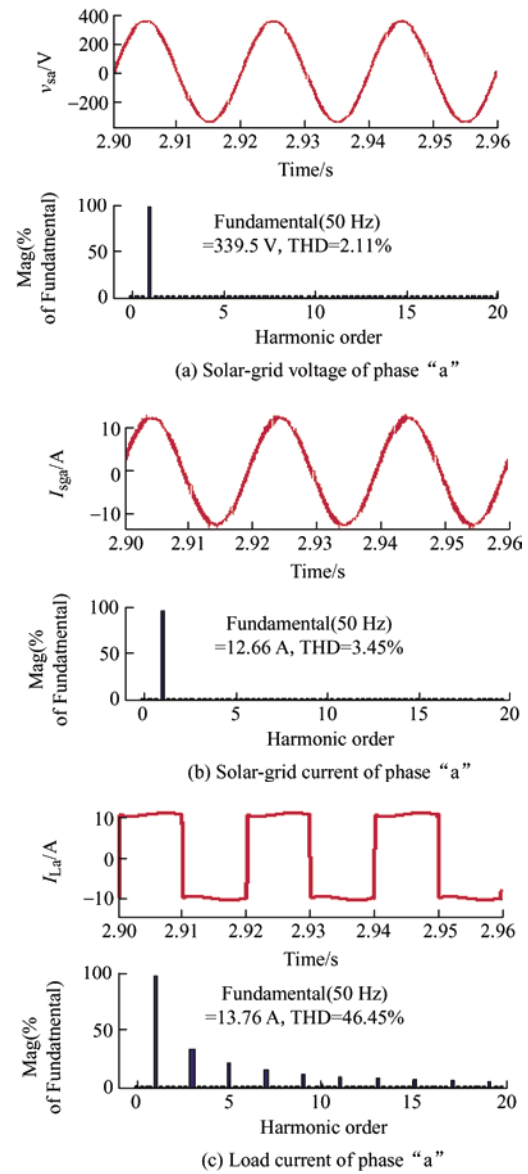 400
200
0
−200
v_sa/V
2.90 2.91 2.92 2.93 2.94 2.95 2.96
Time/s
100
50
0
Mag(%
of Fundatnental)
Fundamental(50 Hz)
=339.5 V, THD=2.11%
0 5 10 15 20
Harmonic order
(a) Solar-grid voltage of phase “a”
10
0
−10
I_sga/A
2.90 2.91 2.92 2.93 2.94 2.95 2.96
Time/s
100
50
0
Mag(%
of Fundatnental)
Fundamental(50 Hz)
=12.66 A, THD=3.45%
0 5 10 15 20
Harmonic order
(b) Solar-grid current of phase “a”
10
0
−10
I_La/A
2.90 2.91 2.92 2.93 2.94 2.95 2.96
Time/s
100
50
0
Mag(%
of Fundatnental)
Fundamental(50 Hz)
=13.76 A, THD=46.45%
0 5 10 15 20
Harmonic order
(c) Load current of phase “a”